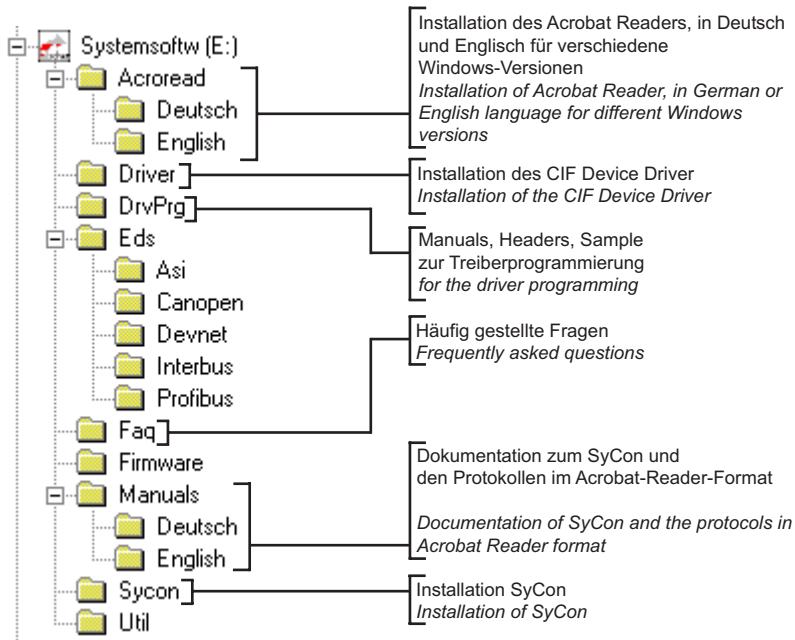 Systemsoftw (E:)
Acroread
Deutsch
English
Driver
DrvPrg
Eds
Asi
Canopen
Devnet
Interbus
Profibus
Faq
Firmware
Manuals
Deutsch
English
Sycon
Util
Installation des Acrobat Readers, in Deutsch
und Englisch für verschiedene
Windows-Versionen
Installation of Acrobat Reader, in German or
English language for different Windows
versions
Installation des CIF Device Driver
Installation of the CIF Device Driver
Manuals, Headers, Sample
zur Treiberprogrammierung
for the driver programming
Häufig gestellte Fragen
Frequently asked questions
Dokumentation zum SyCon und
den Protokollen im Acrobat-Reader-Format
Documentation of SyCon and the protocols in
Acrobat Reader format
Installation SyCon
Installation of SyCon